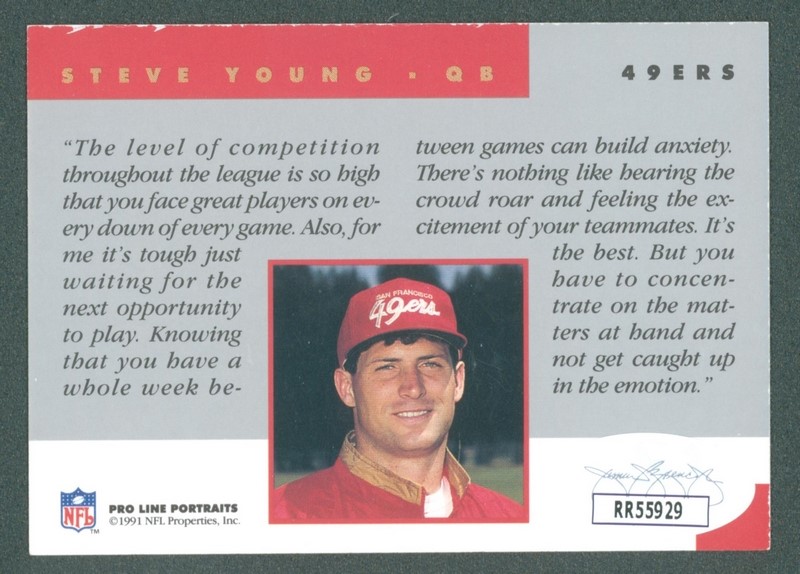 STEVE YOUNG ▪ QB
49ERS
“The level of competition
throughout the league is so high
that you face great players on ev-
ery down of every game. Also, for
me it's tough just
waiting for the
next opportunity
to play. Knowing
that you have a
whole week be-
tween games can build anxiety.
There's nothing like hearing the
crowd roar and feeling the ex-
citement of your teammates. It's
the best. But you
have to concen-
trate on the mat-
ters at hand and
not get caught up
in the emotion.”
SAN FRANCISCO
49ers
NFL
TM
PRO LINE PORTRAITS
©1991 NFL Properties, Inc.
RR55929